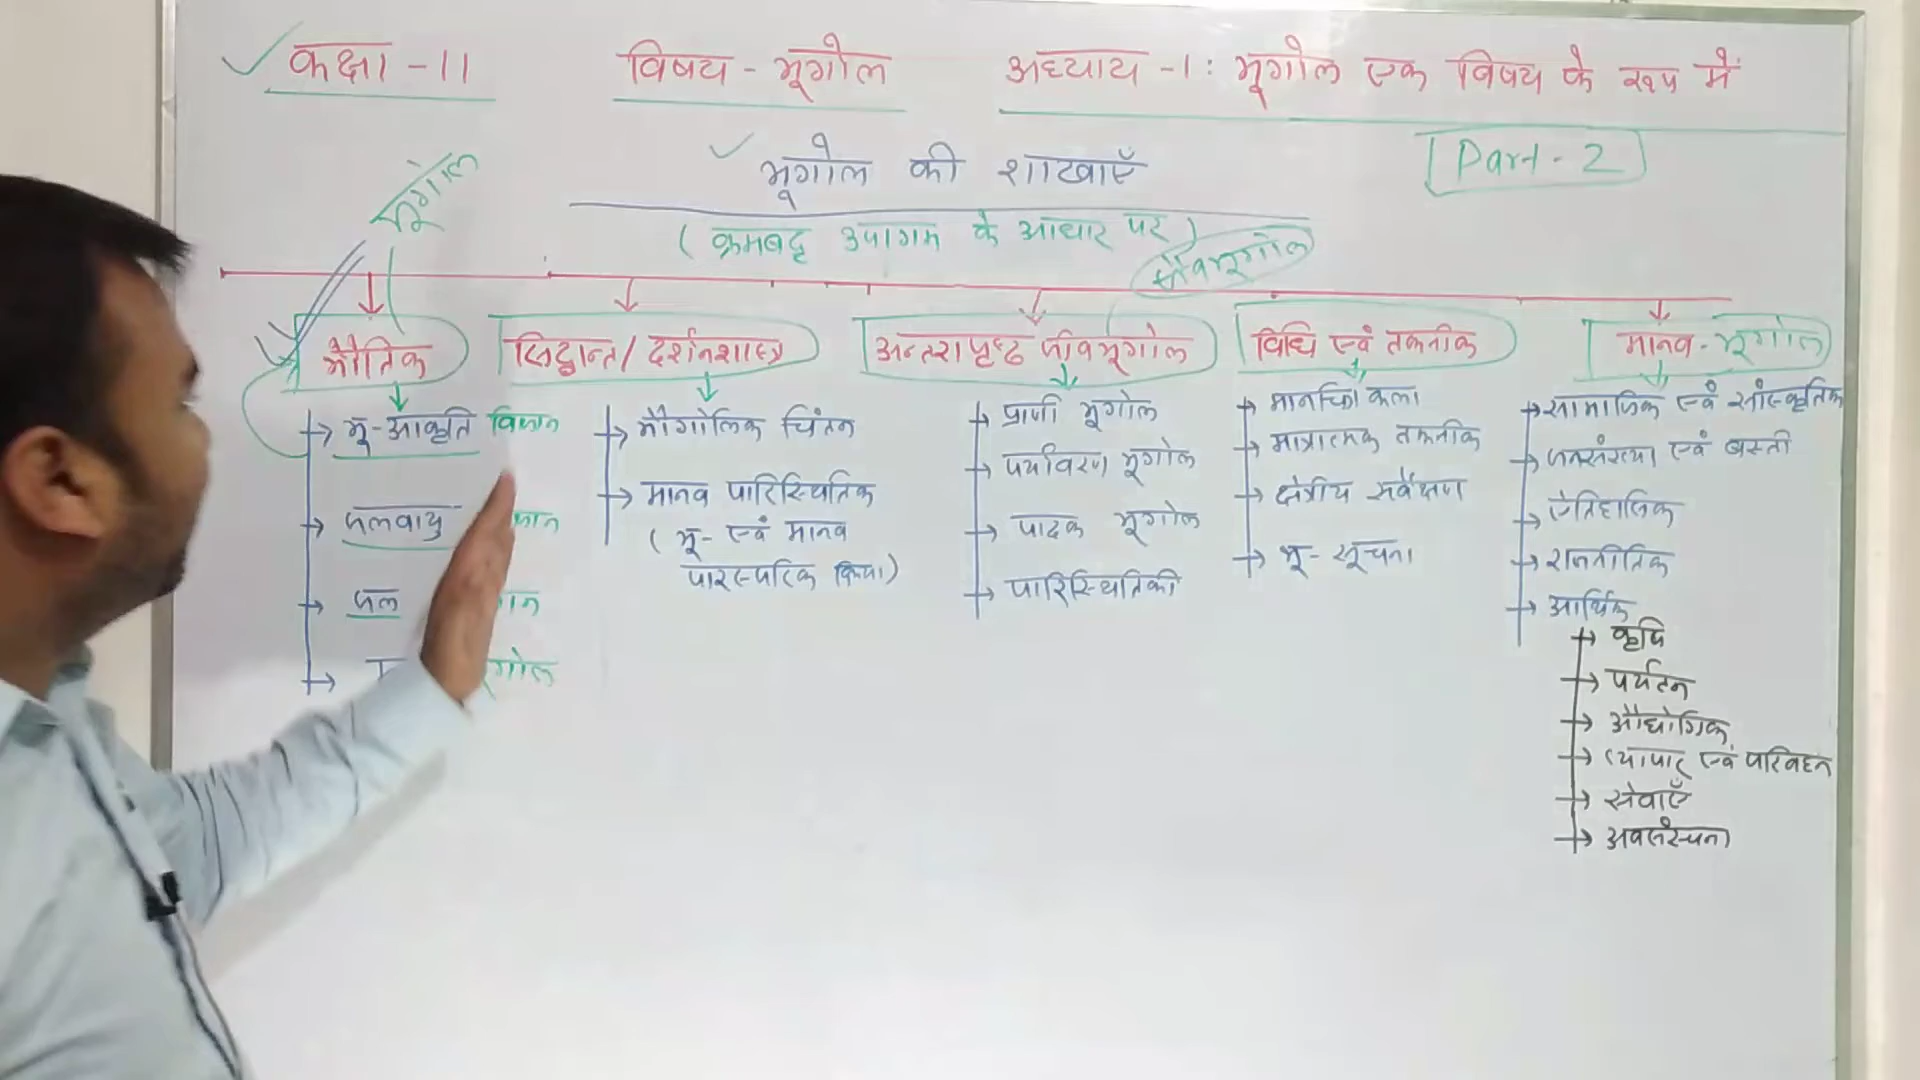 कक्षा - 11
विषय - भूगोल
अध्याय - 1 : भूगोल एक विषय के रूप में
भूगोल की शाखाएँ
Part - 2
भूगोल
(क्रमबद्ध उपागम के आधार पर)
जैवभूगोल
भौतिक
भू-आकृति विज्ञान
जलवायु
जल
सिद्धान्त / दर्शनशास्त्र
भौगोलिक चिंतन
मानव पारिस्थितिक
(भू- एवं मानव
पारस्परिक क्रिया)
अन्तरापृष्ठ जीवभूगोल
प्राणी भूगोल
पर्यावरण भूगोल
पादक भूगोल
पारिस्थितिकी
विधि एवं तकनीक
मानचित्र कला
मात्रात्मक तकनीक
क्षेत्रीय सर्वेक्षण
भू - सूचना
मानव - भूगोल
सामाजिक एवं सांस्कृतिक
जनसंख्या एवं बस्ती
ऐतिहासिक
राजनीतिक
आर्थिक
कृषि
पर्यटन
औद्योगिक
व्यापार एवं परिवहन
सेवाएँ
अवसंरचना